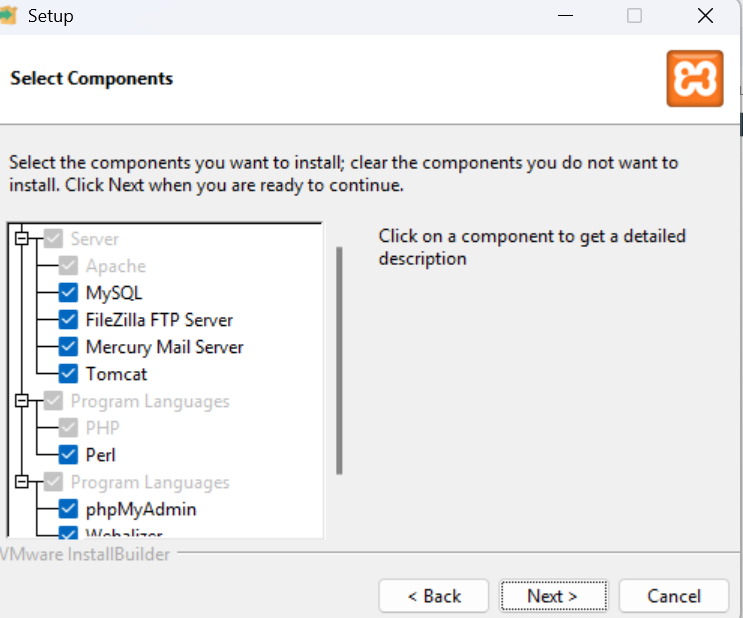 Setup
Select Components
Select the components you want to install; clear the components you do not want to
install. Click Next when you are ready to continue.
Server
Apache
MySQL
FileZilla FTP Server
Mercury Mail Server
Tomcat
Program Languages
PHP
Perl
Program Languages
phpMyAdmin
Webalizer
Click on a component to get a detailed
description
VMware InstallBuilder
< Back
Next >
Cancel